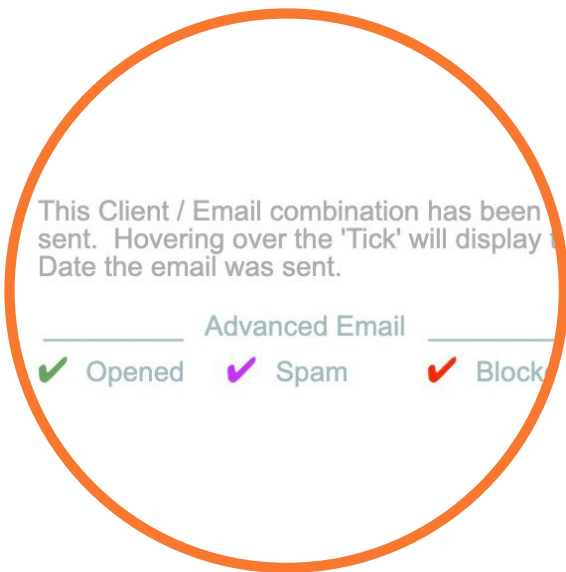 This Client / Email combination has been
sent. Hovering over the 'Tick' will display
Date the email was sent.
Advanced Email
✔ Opened ✔ Spam ✔